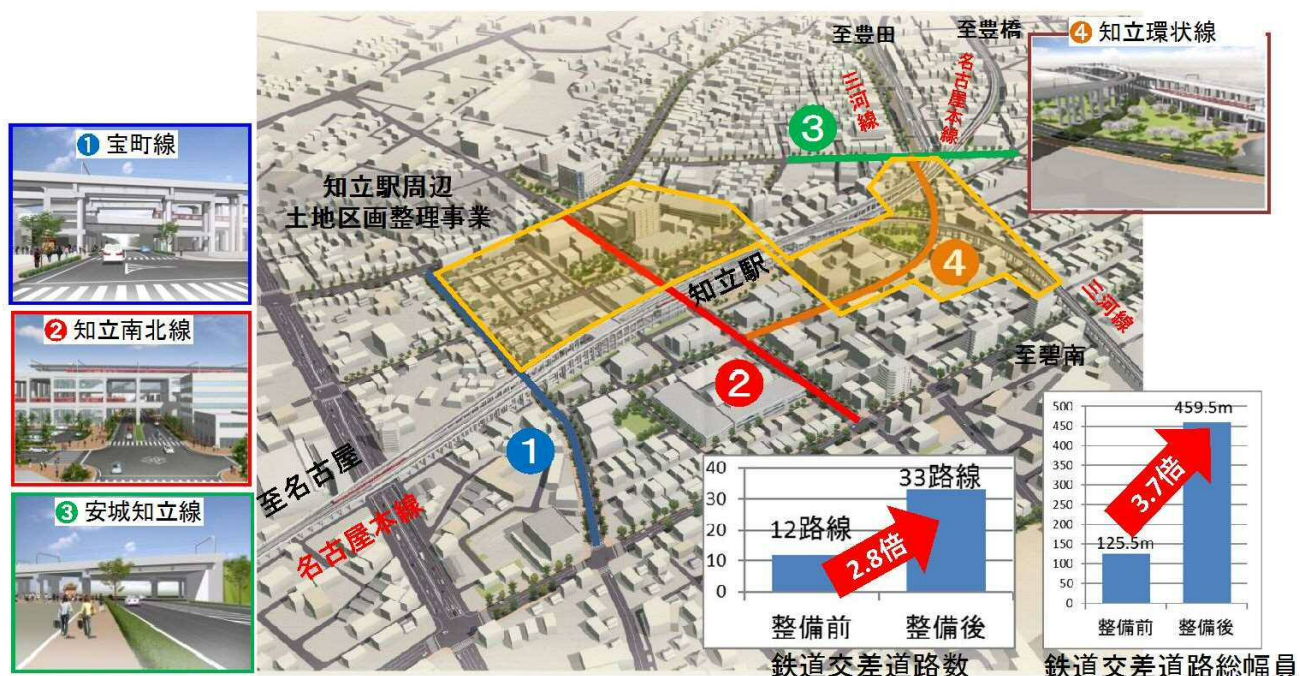 ❶ 宝町線
❷ 知立南北線
❸ 安城知立線
❹ 知立環状線
至豊田
至豊橋
三河線
名古屋本線
3
知立駅周辺
土地区画整理事業
知立駅
4
三河線
至碧南
2
1
至名古屋
名古屋本線
40
30
20
10
0
12路線
33路線
2.8倍
整備前
整備後
鉄道交差道路数
500
450
400
350
300
250
200
150
100
50
0
125.5m
459.5m
3.7倍
整備前
整備後
鉄道交差道路総幅員